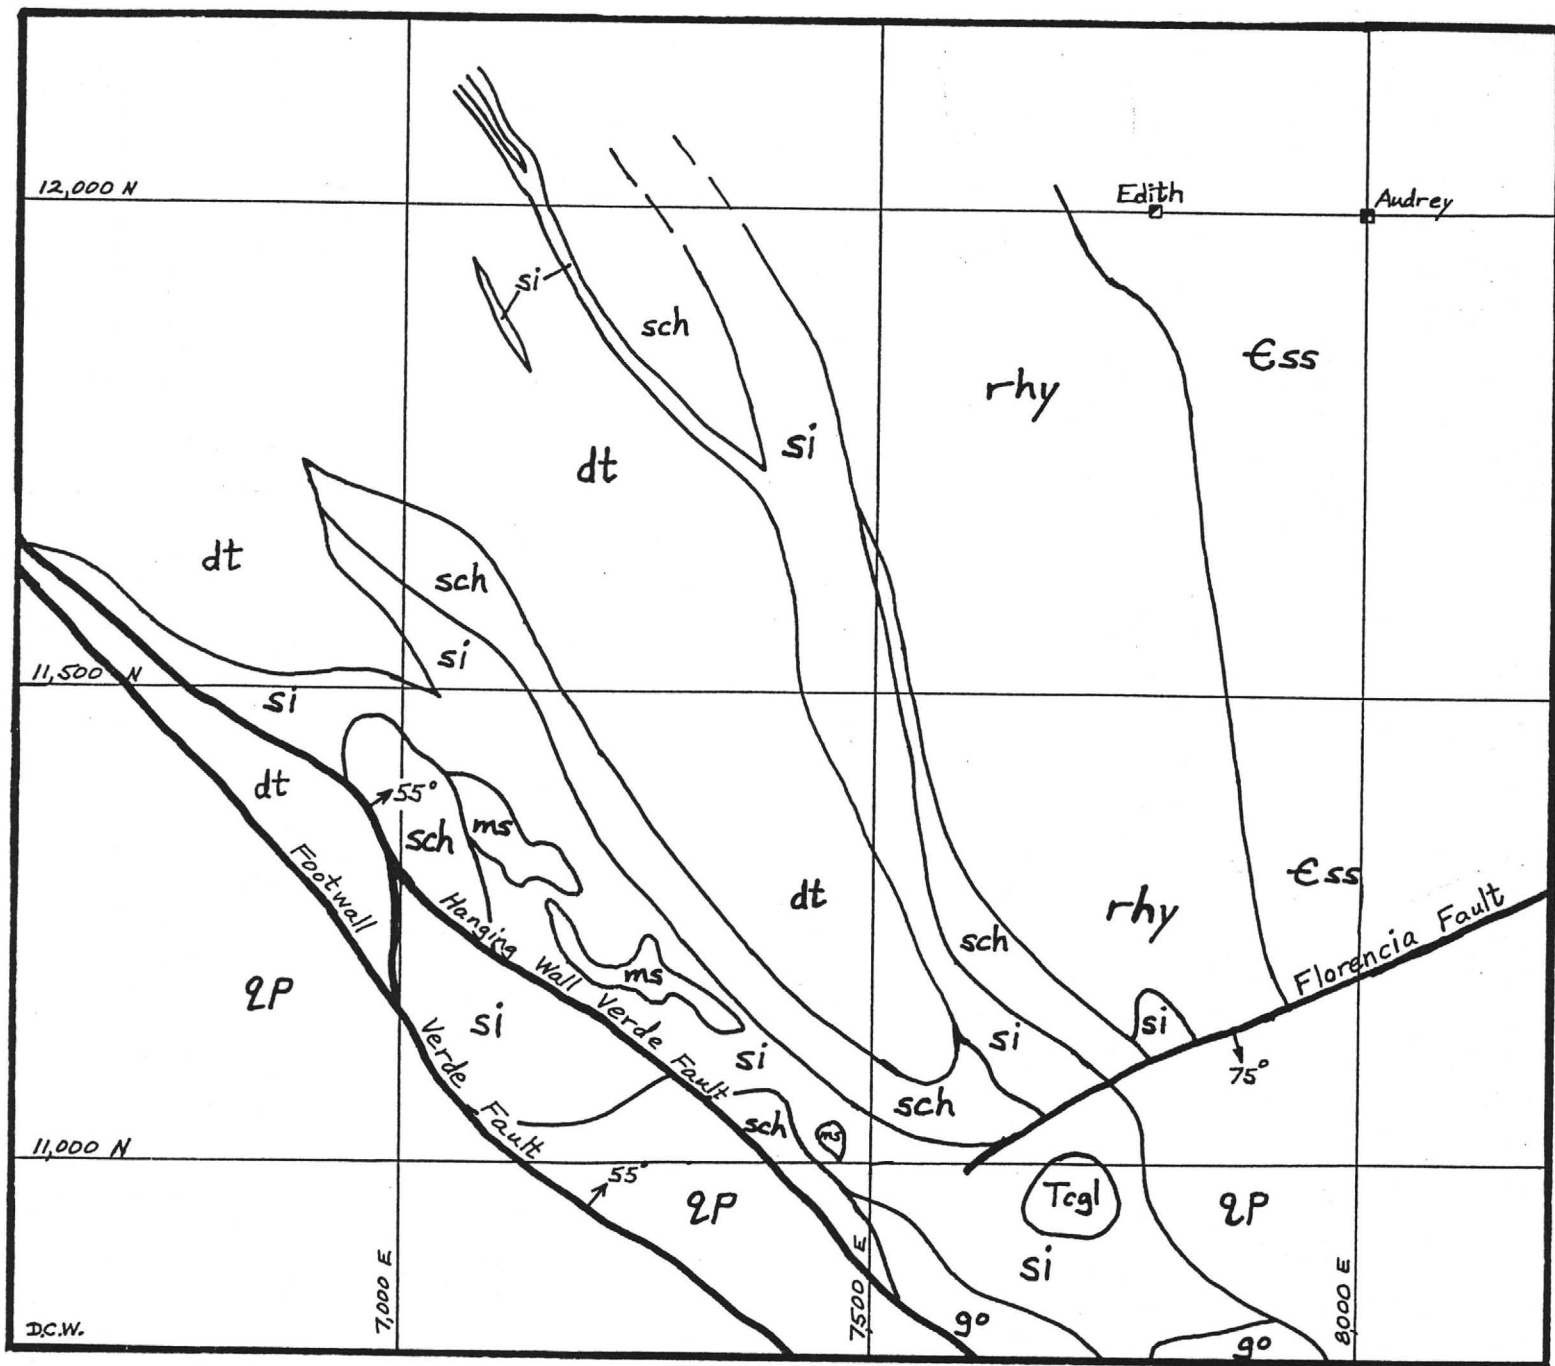 12,000 N
Edith
Audrey
si
sch
Єss
rhy
si
dt
dt
sch
si
11,500 N
si
dt
55°
sch
ms
Єss
dt
rhy
Footwall
Hanging Wall Verde Fault
sch
Florencia Fault
qP
ms
si
Verde Fault
si
si
si
75°
sch
sch
ms
11,000 N
55°
qP
Tcgl
qP
si
7,000 E
7,500 E
8,000 E
go
go
D.C.W.